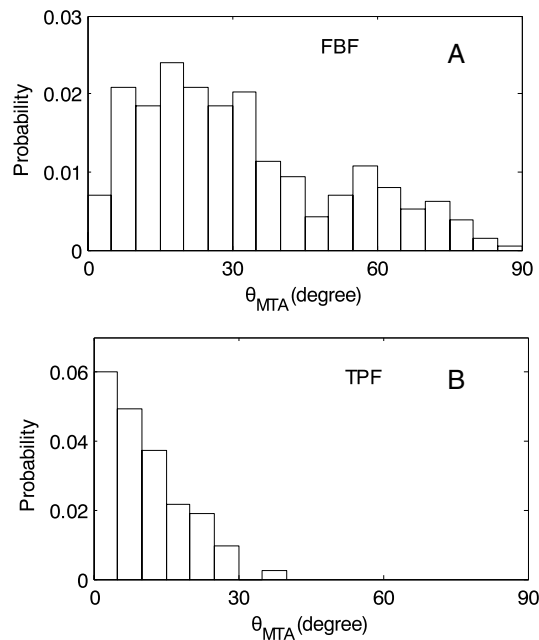 0.03
FBF
A
0.02
Probability
0.01
0
0
30
60
90
θMTA(degree)
TPF
B
0.06
Probability
0.04
0.02
0
0
30
60
90
θMTA(degree)